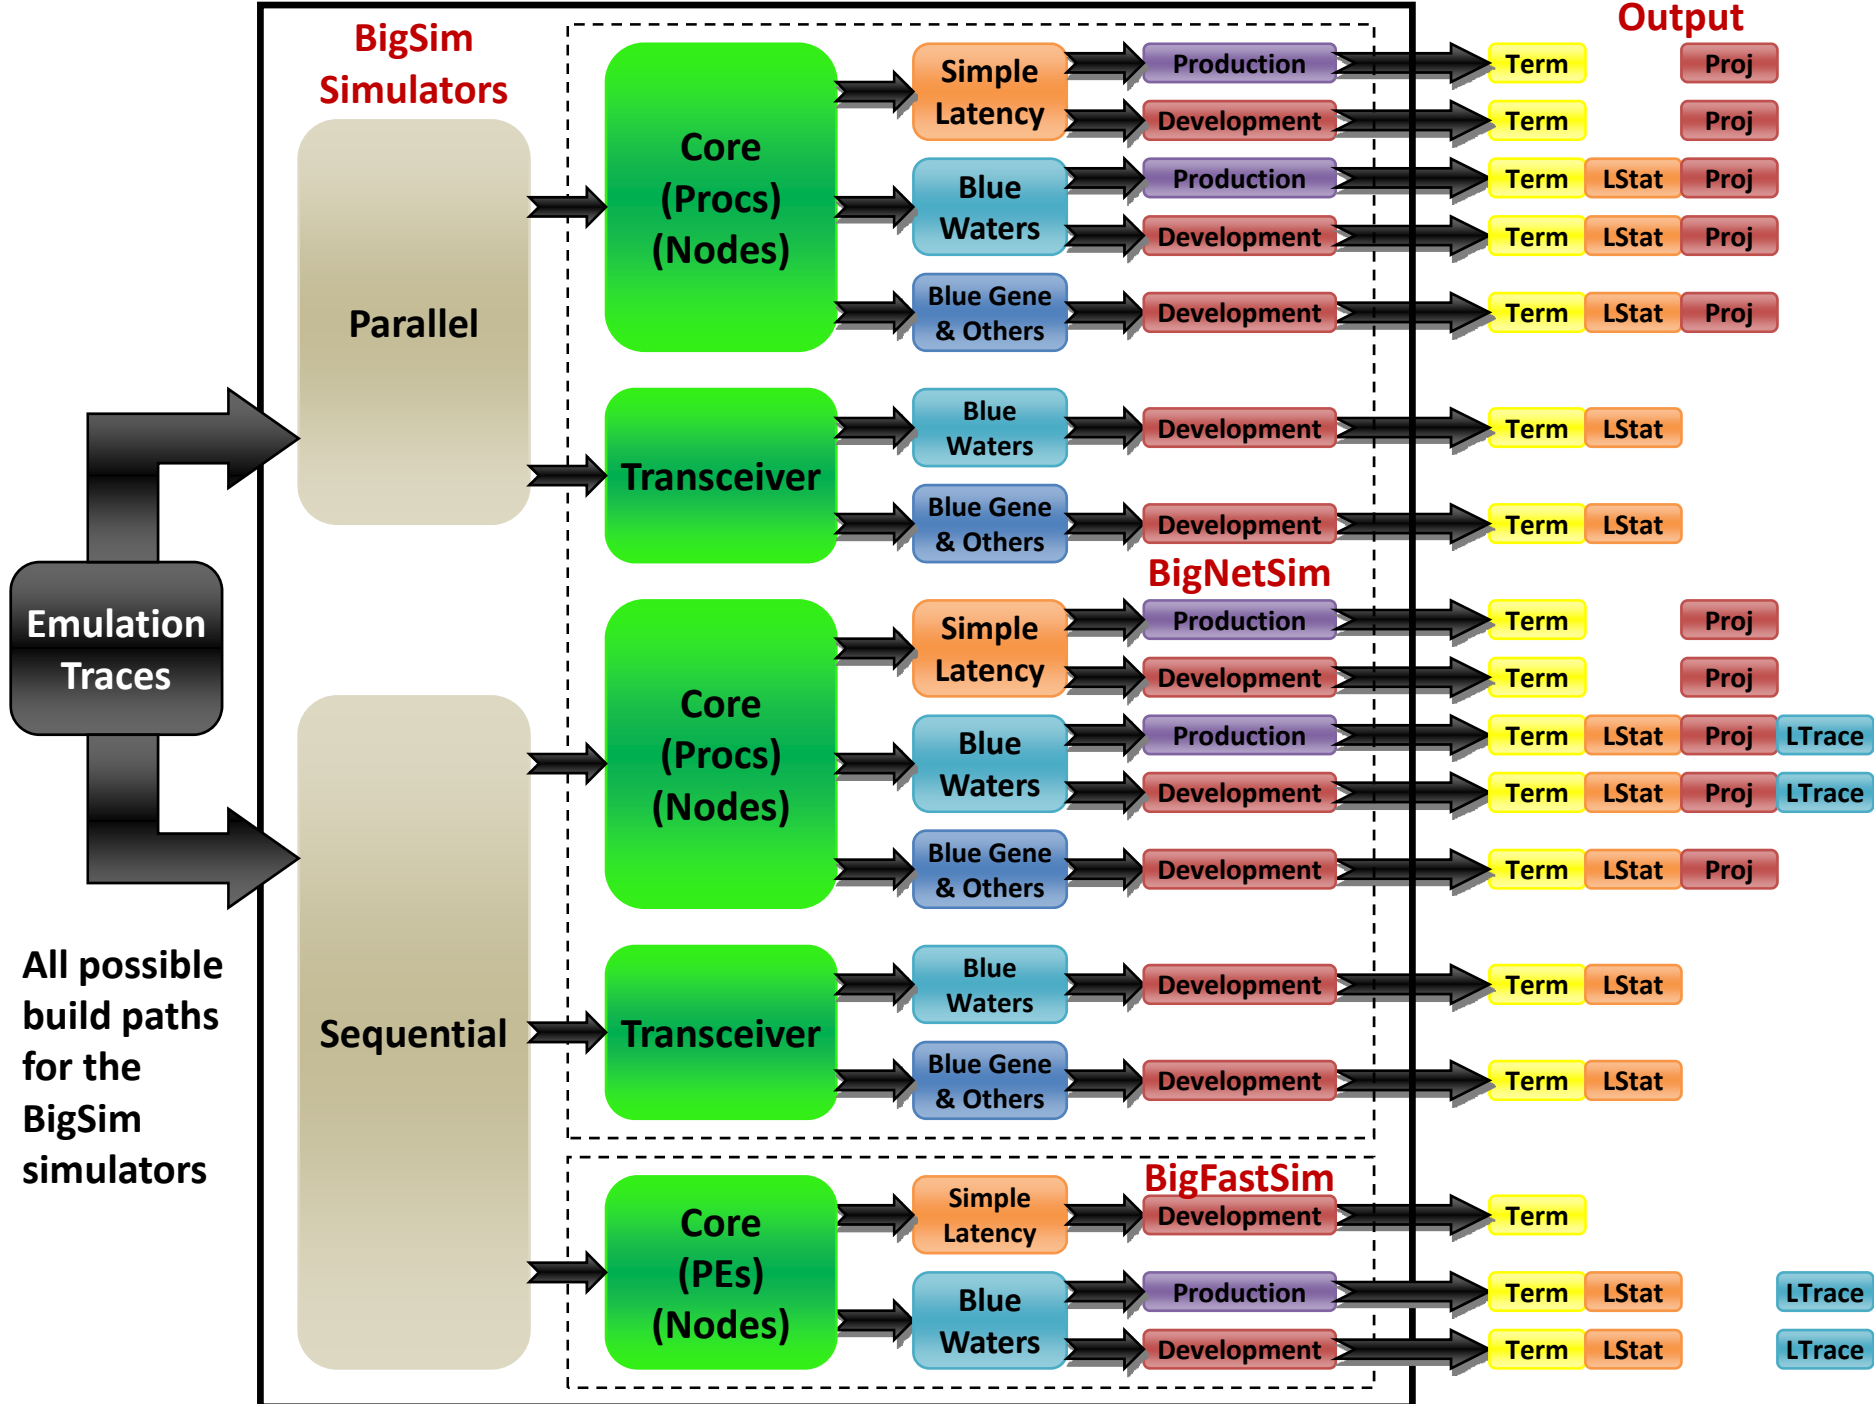 BigSim
Simulators
Output
Emulation
Traces
All possible
build paths
for the
BigSim
simulators
Parallel
Sequential
Core
(Procs)
(Nodes)
Simple
Latency
Production
Term
Proj
Development
Term
Proj
Blue
Waters
Production
Term
LStat
Proj
Development
Term
LStat
Proj
Blue Gene
& Others
Development
Term
LStat
Proj
Transceiver
Blue
Waters
Development
Term
LStat
Blue Gene
& Others
Development
Term
LStat
BigNetSim
Core
(Procs)
(Nodes)
Simple
Latency
Production
Term
Proj
Development
Term
Proj
Blue
Waters
Production
Term
LStat
Proj
LTrace
Development
Term
LStat
Proj
LTrace
Blue Gene
& Others
Development
Term
LStat
Proj
Transceiver
Blue
Waters
Development
Term
LStat
Blue Gene
& Others
Development
Term
LStat
BigFastSim
Core
(PEs)
(Nodes)
Simple
Latency
Development
Term
Blue
Waters
Production
Term
LStat
LTrace
Development
Term
LStat
LTrace